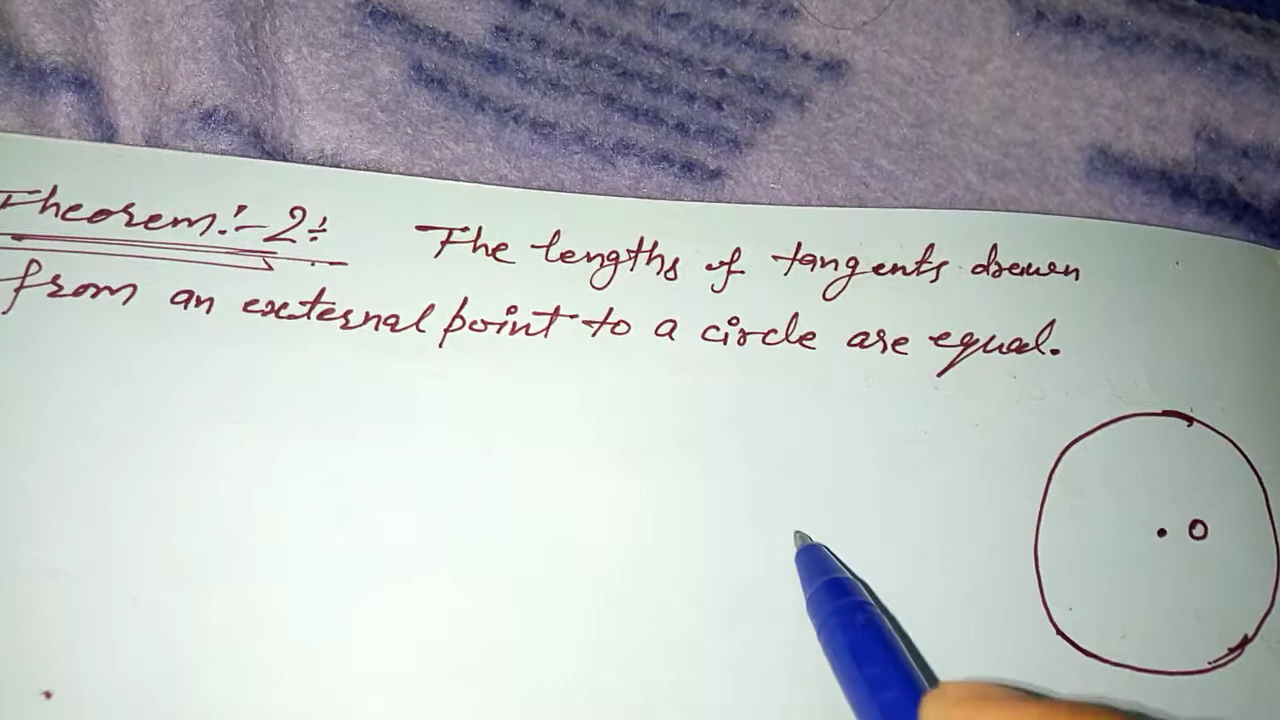 Theorem:-2:
The lengths of tangents drawn
from an external point to a circle are equal.
O